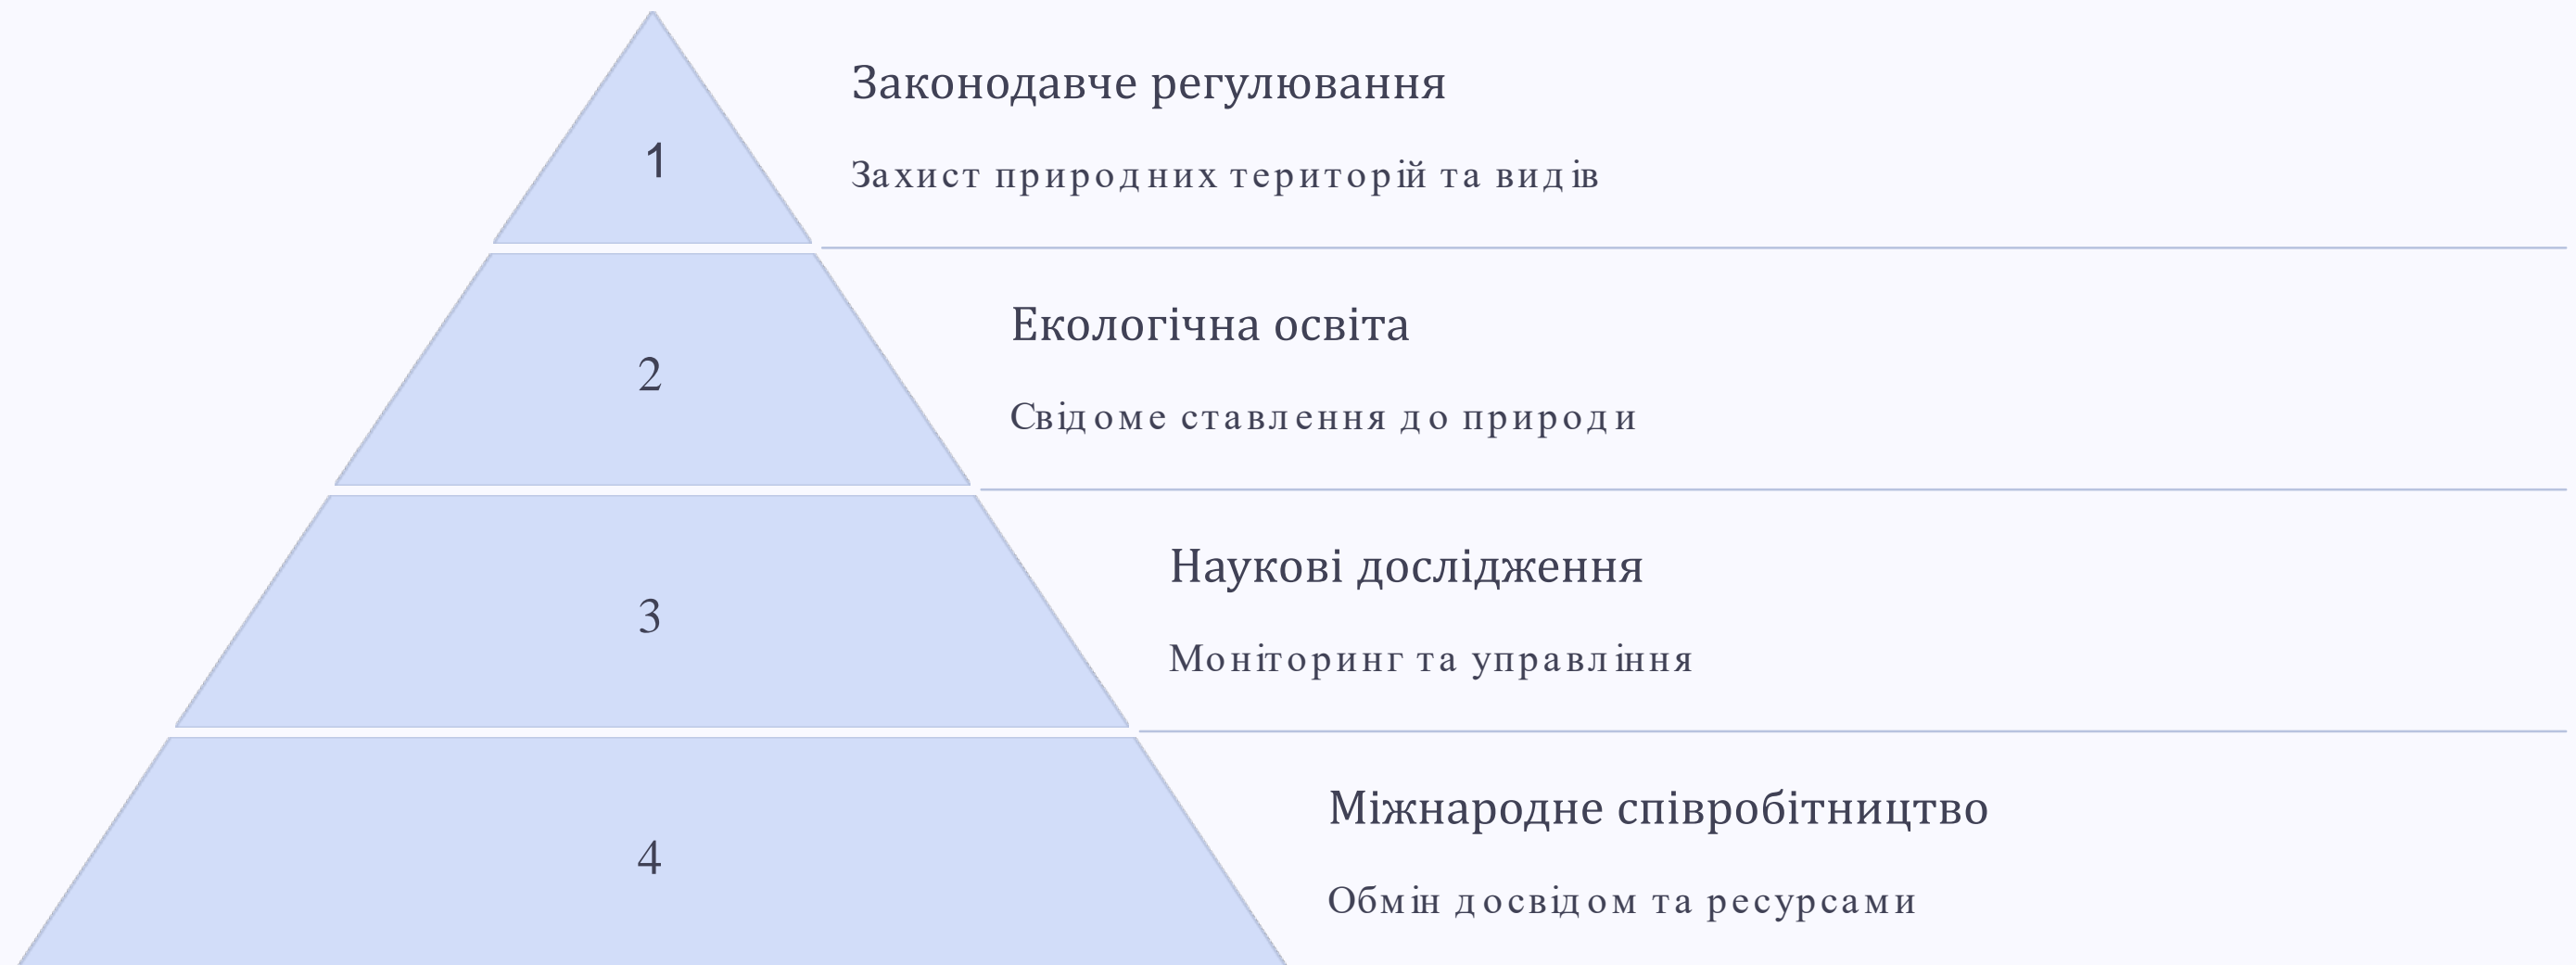 1
Законодавче регулювання
Захист природних територій та видів
2
Екологічна освіта
Свідоме ставлення до природи
3
Наукові дослідження
Моніторинг та управління
4
Міжнародне співробітництво
Обмін досвідом та ресурсами